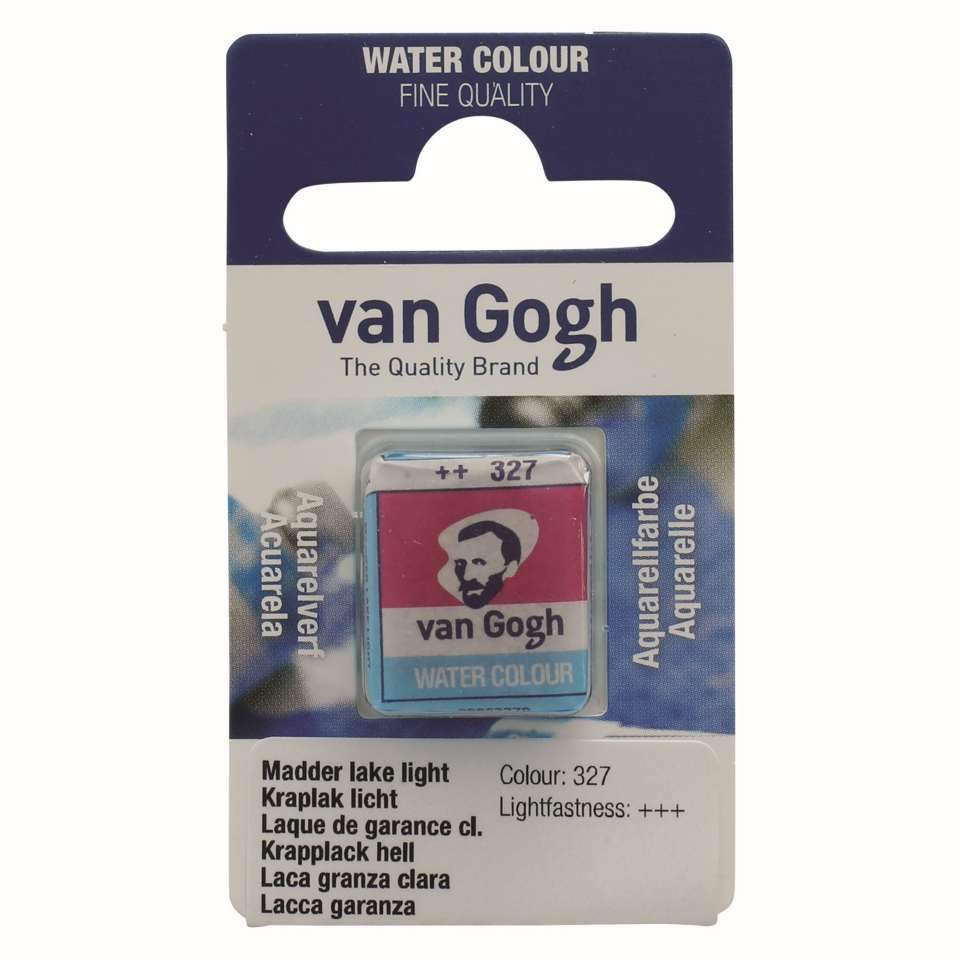 WATER COLOUR
FINE QUALITY
van Gogh
The Quality Brand
++ 327
van Gogh
WATER COLOUR
Aquarelverf
Acuarela
Aquarellfarbe
Aquarelle
Madder lake light
Kraplak licht
Laque de garance cl.
Krapplack hell
Laca granza clara
Lacca garanza
Colour: 327
Lightfastness: +++